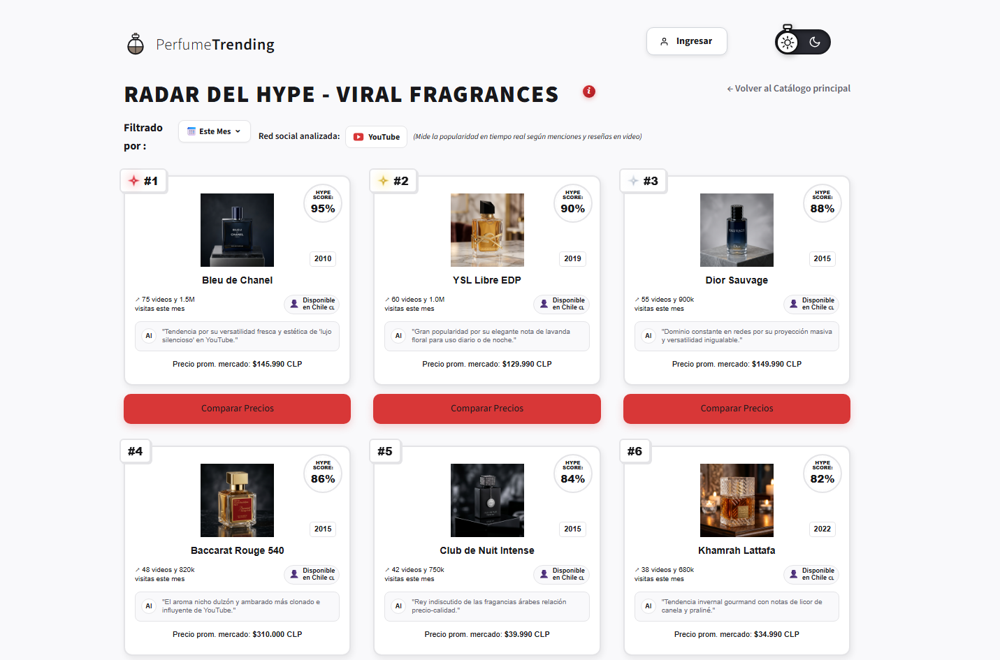 PerfumeTrending
Ingresar
RADAR DEL HYPE - VIRAL FRAGRANCES
i
← Volver al Catálogo principal
Filtrado
por :
Este Mes
Red social analizada:
YouTube
(Mide la popularidad en tiempo real según menciones y reseñas en video)
#1
HYPE
SCORE:
95%
BLEU
CHANEL
2010
Bleu de Chanel
↗ 75 videos y 1.5M
visitas este mes
Disponible
en Chile CL
AI
"Tendencia por su versatilidad fresca y estética de 'lujo
silencioso' en YouTube."
Precio prom. mercado: $145.990 CLP
Comparar Precios
#2
HYPE
SCORE:
90%
2019
YSL Libre EDP
↗ 60 videos y 1.0M
visitas este mes
Disponible
en Chile CL
AI
"Gran popularidad por su elegante nota de lavanda
floral para uso diario o de noche."
Precio prom. mercado: $129.990 CLP
Comparar Precios
#3
HYPE
SCORE:
88%
SAUVAGE
Dior
2015
Dior Sauvage
↗ 55 videos y 900k
visitas este mes
Disponible
en Chile CL
AI
"Dominio constante en redes por su proyección masiva
y versatilidad inigualable."
Precio prom. mercado: $149.990 CLP
Comparar Precios
#4
HYPE
SCORE:
86%
2015
Baccarat Rouge 540
↗ 48 videos y 820k
visitas este mes
Disponible
en Chile CL
AI
"El aroma nicho dulzón y ambarado más clonado e
influyente de YouTube."
Precio prom. mercado: $310.000 CLP
#5
HYPE
SCORE:
84%
2015
Club de Nuit Intense
↗ 42 videos y 750k
visitas este mes
Disponible
en Chile CL
AI
"Rey indiscutido de las fragancias árabes relación
precio-calidad."
Precio prom. mercado: $39.990 CLP
#6
HYPE
SCORE:
82%
2022
Khamrah Lattafa
↗ 38 videos y 680k
visitas este mes
Disponible
en Chile CL
AI
"Tendencia invernal gourmand con notas de licor de
canela y praliné."
Precio prom. mercado: $34.990 CLP